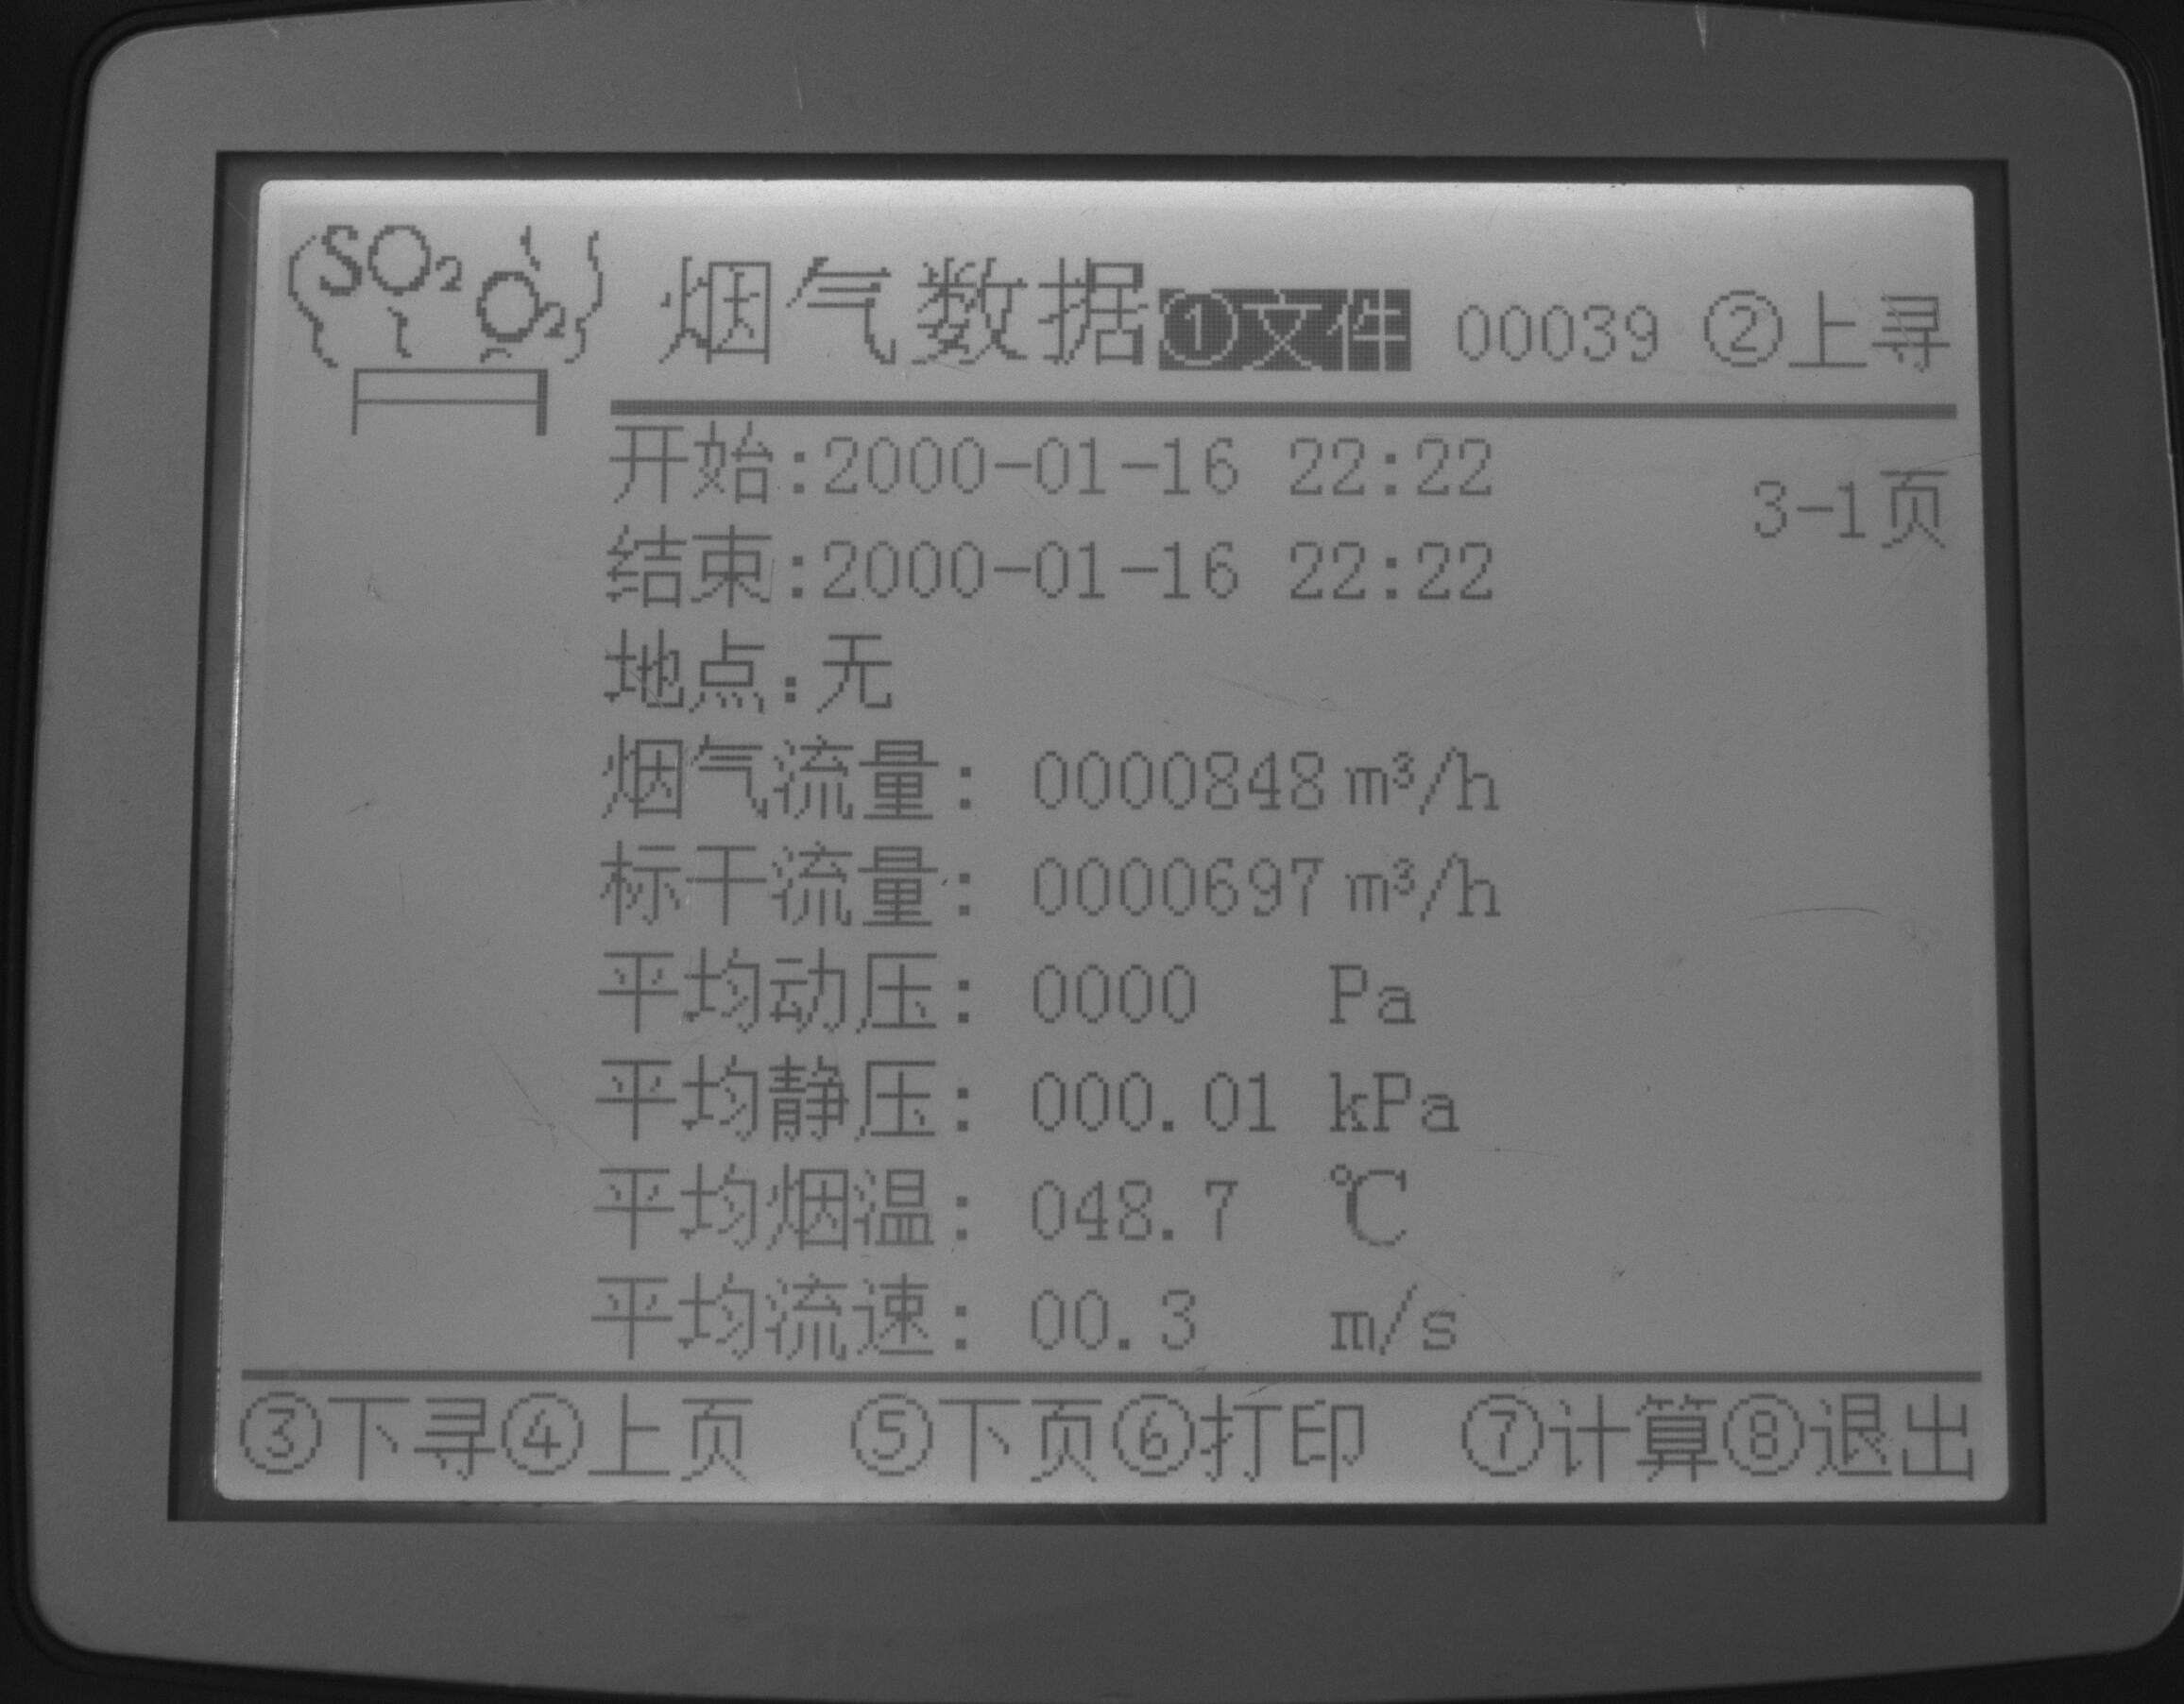 SO₂ O₂
烟气数据 ①文件 00039 ②上寻
开始:2000-01-16 22:22
3-1页
结束:2000-01-16 22:22
地点:无
烟气流量: 0000848 m³/h
标干流量: 0000697 m³/h
平均动压: 0000 Pa
平均静压: 000.01 kPa
平均烟温: 048.7 ℃
平均流速: 00.3 m/s
③下寻④上页 ⑤下页⑥打印 ⑦计算⑧退出